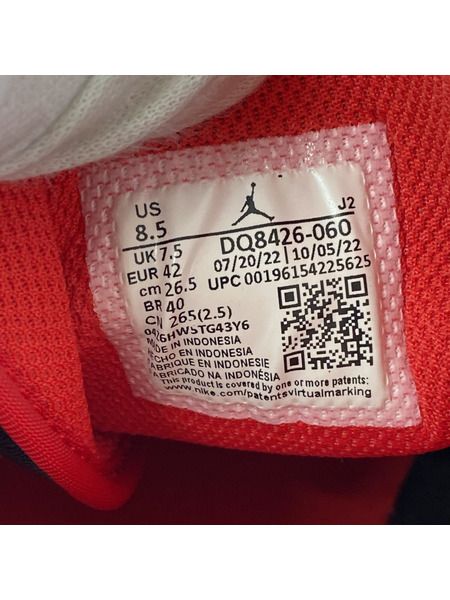 US
8.5
J2
UK 7.5
EUR 42
cm 26.5
BR 40
CN 265(2.5)
DQ8426-060
07/20/22 10/05/22
UPC 00196154225625
MADE IN INDONESIA
HECHO EN INDONESIA
FABRIQUE EN INDONESIE
FABRICADO NA INDONÉSIA
This product is covered by one or more patents:
www.nike.com/patentsvirtualmarking